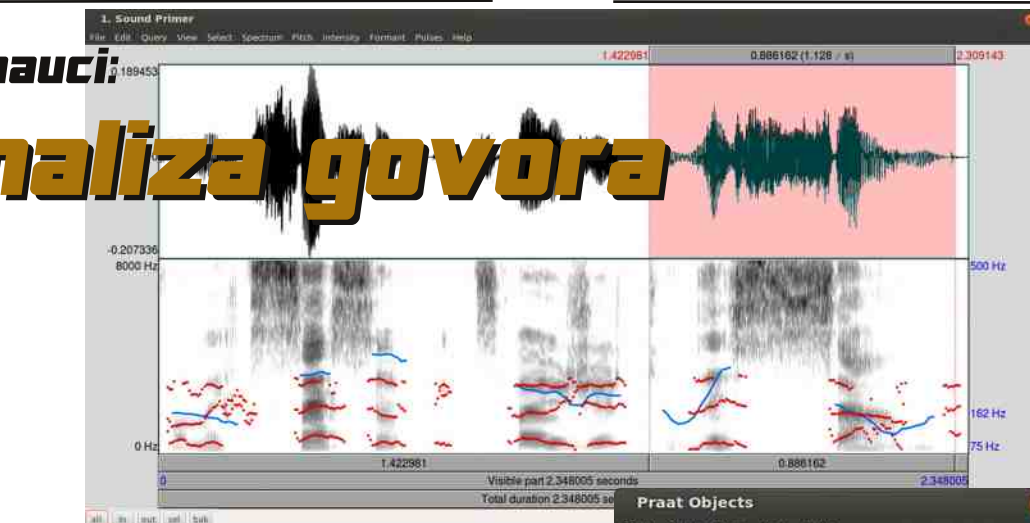 1. Sound Primer
File Edit Query View Select Spectrum Pitch Intensity Formant Pulses Help
1.422981 0.886162 (1.128 / s) 2.309143
nauci:
0.189453
naliza govora
-0.207336
8000 Hz 500 Hz
162 Hz
0 Hz 75 Hz
1.422981 0.886162
0 Visible part 2.348005 seconds 2.348005
Total duration 2.348005 se
Praat Objects
all in out sel bak